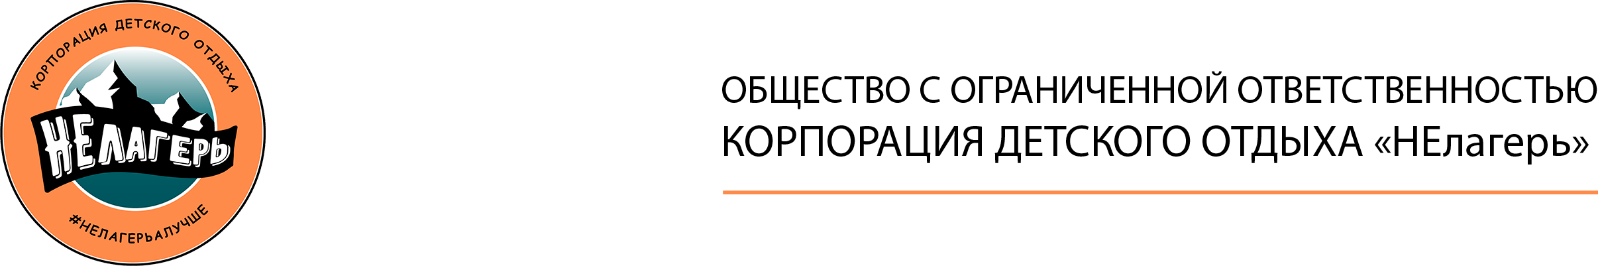 КОРПОРАЦИЯ ДЕТСКОГО ОТДЫХА
НЕЛАГЕРЬ
#НЕЛАГЕРЬАЛУЧШЕ
ОБЩЕСТВО С ОГРАНИЧЕННОЙ ОТВЕТСТВЕННОСТЬЮ
КОРПОРАЦИЯ ДЕТСКОГО ОТДЫХА «НЕлагерь»